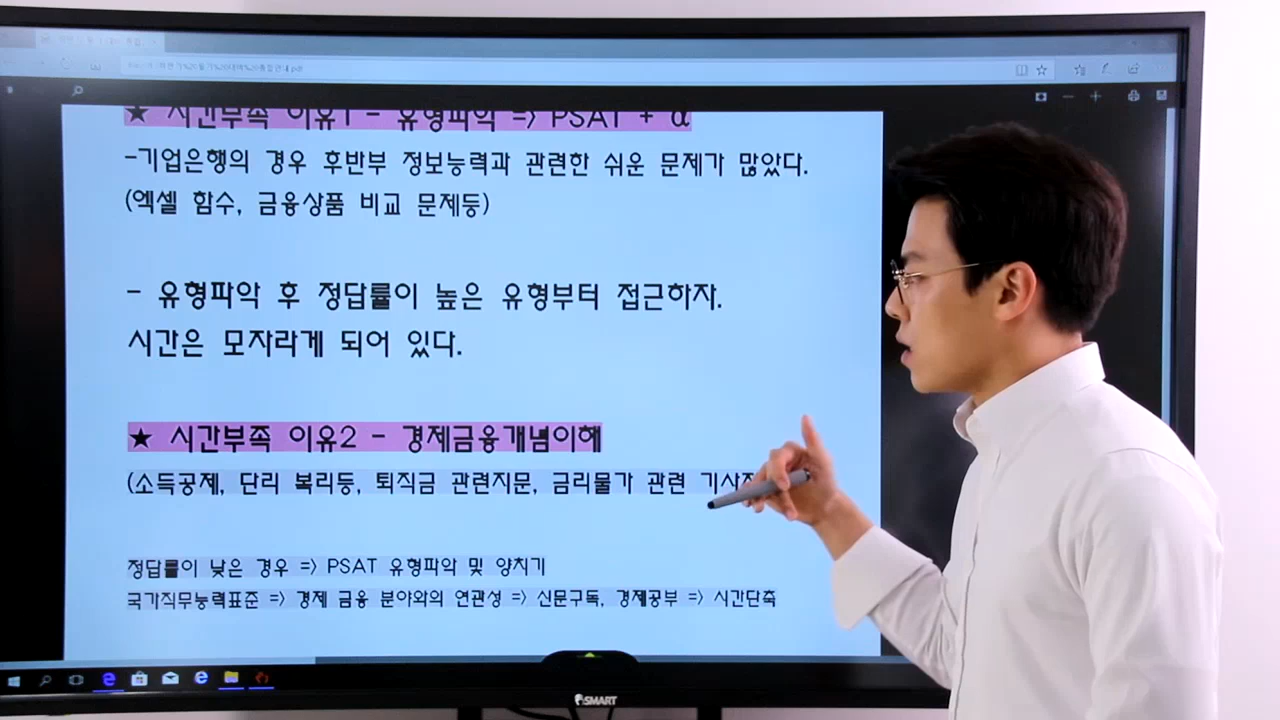 ★ 시간부족 이유1 - 유형파악 => PSAT + α
-기업은행의 경우 후반부 정보능력과 관련한 쉬운 문제가 많았다.
(엑셀 함수, 금융상품 비교 문제등)
- 유형파악 후 정답률이 높은 유형부터 접근하자.
시간은 모자라게 되어 있다.
★ 시간부족 이유2 - 경제금융개념이해
(소득공제, 단리 복리등, 퇴직금 관련지문, 금리물가 관련
정답률이 낮은 경우 => PSAT 유형파악 및 양치기
국가직무능력표준 => 경제 금융 분야와의 연관성 => 신문구독, 경제공부 => 시간단축
SMART